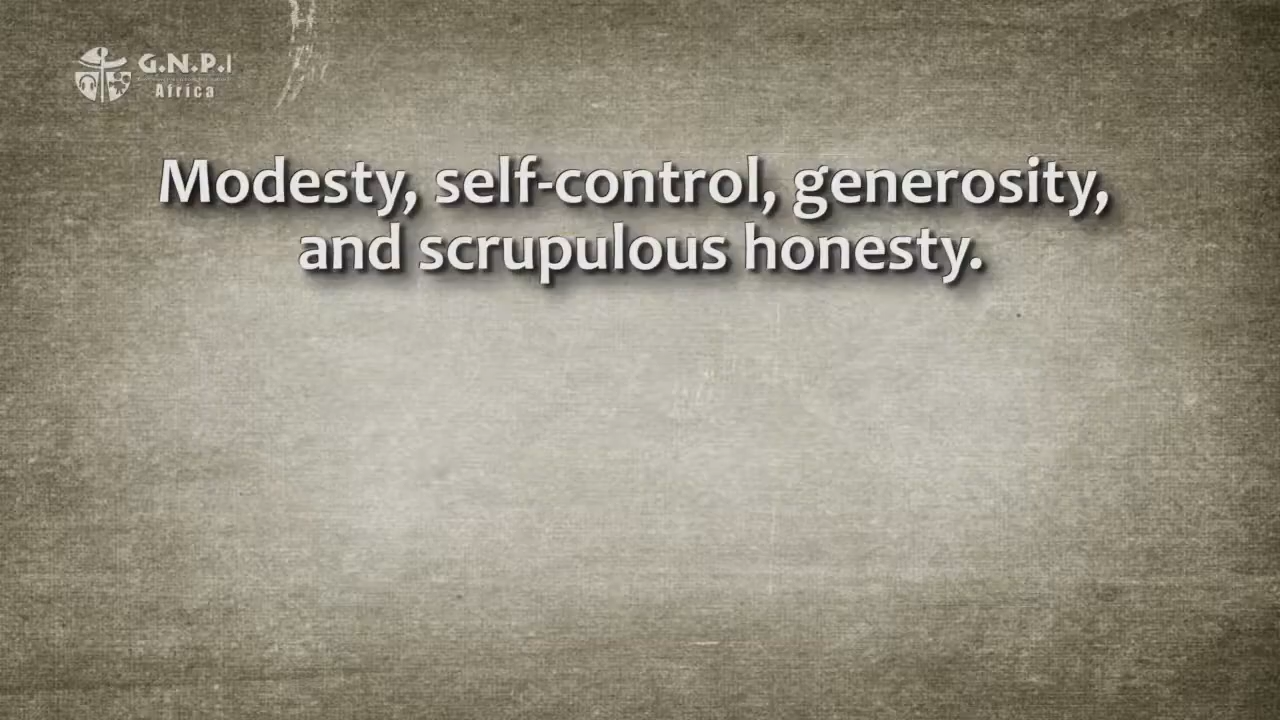 G.N.P.I
Africa
Modesty, self-control, generosity,
and scrupulous honesty.